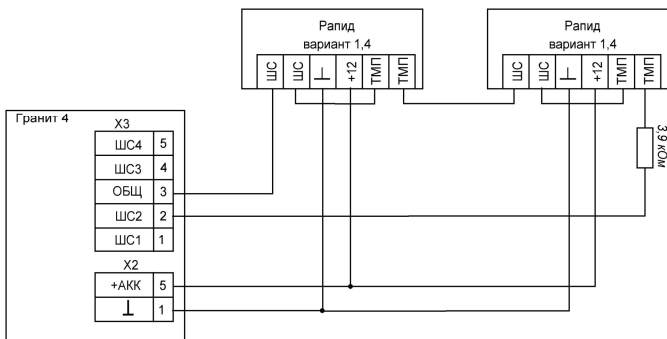 Рапид
вариант 1,4
ШС ШС ⊥ +12 ТМП ТМП
Рапид
вариант 1,4
ШС ШС ⊥ +12 ТМП ТМП
3,9 кОм
Гранит 4
Х3
ШС4 5
ШС3 4
ОБЩ 3
ШС2 2
ШС1 1
Х2
+АКК 5
⊥ 1